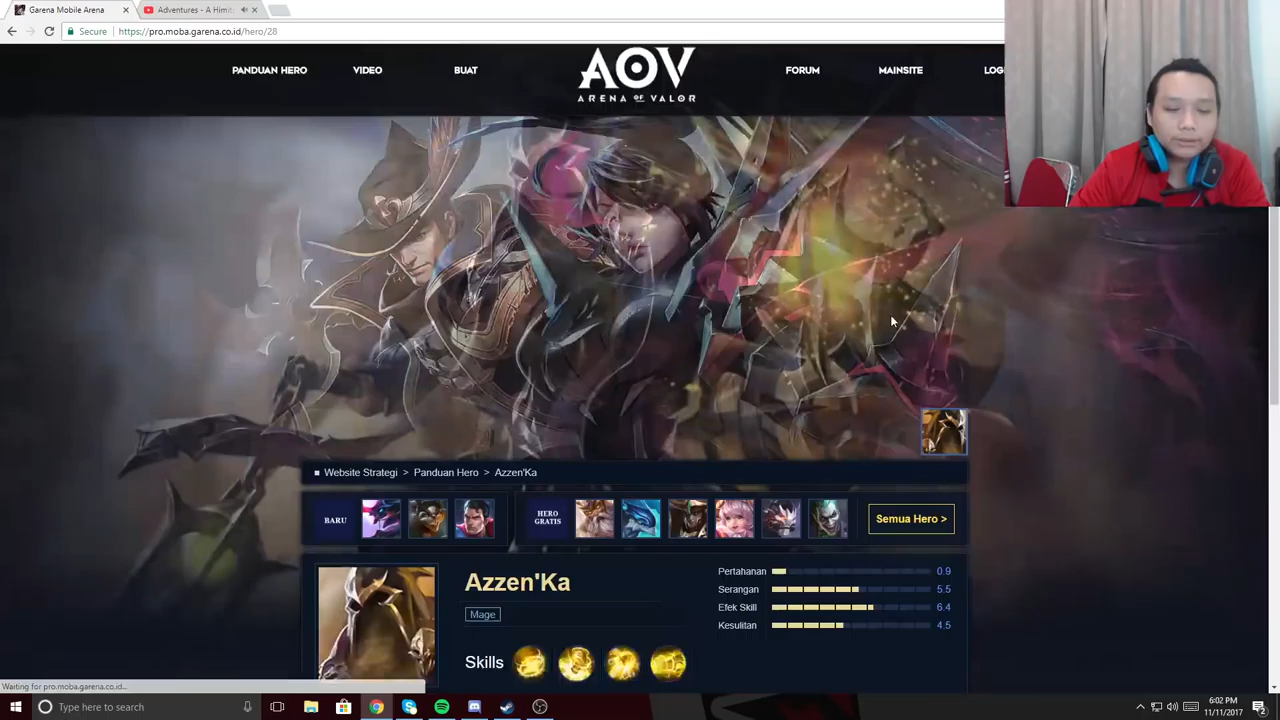 Garena Mobile Arena
Adventures - A Himits
Secure
https://pro.moba.garena.co.id/hero/28
PANDUAN HERO
VIDEO
BUAT
AOV
ARENA OF VALOR
FORUM
MAINSITE
LOG
Website Strategi > Panduan Hero > Azzen'Ka
BARU
HERO
GRATIS
Semua Hero >
Azzen'Ka
Mage
Skills
Pertahanan 0.9
Serangan 5.5
Efek Skill 6.4
Kesulitan 4.5
Waiting for pro.moba.garena.co.id...
Type here to search
6:02 PM
11/11/2017
2